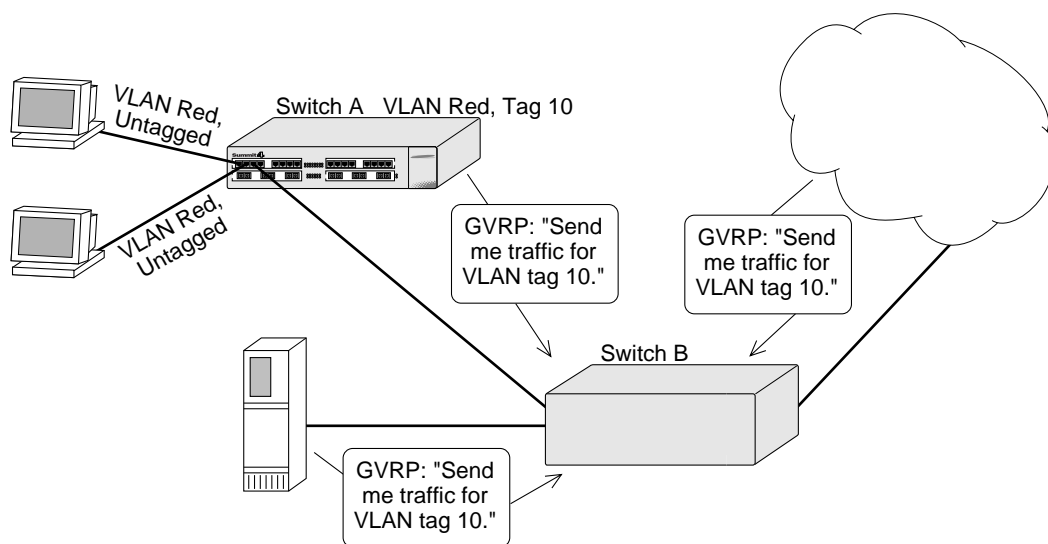 VLAN Red,
Untagged
Switch A VLAN Red, Tag 10
Summit4
VLAN Red,
Untagged
GVRP: "Send
me traffic for
VLAN tag 10."
GVRP: "Send
me traffic for
VLAN tag 10."
Switch B
GVRP: "Send
me traffic for
VLAN tag 10."